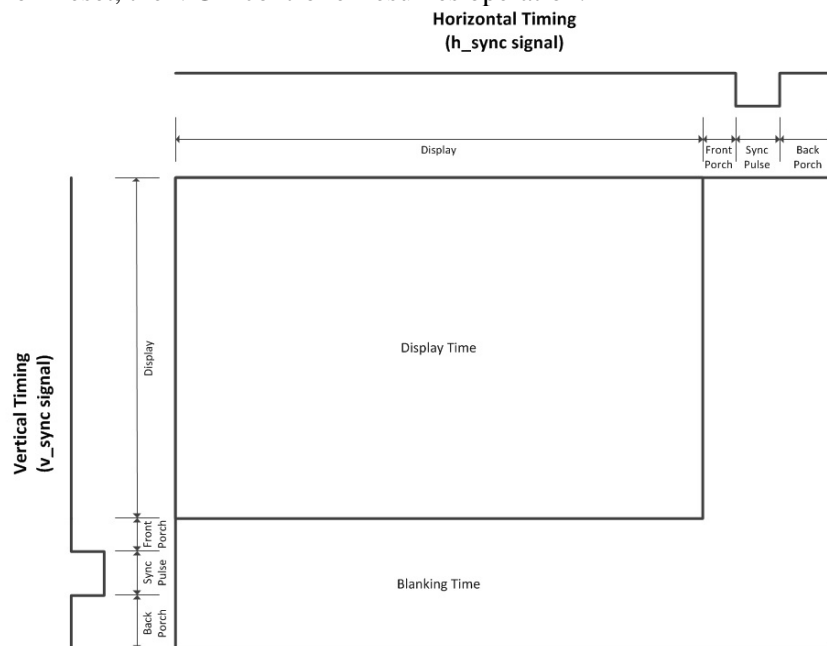 Horizontal Timing
(h_sync signal)
Display
Front
Porch
Sync
Pulse
Back
Porch
Vertical Timing
(v_sync signal)
Display
Display Time
Front
Porch
Sync
Pulse
Blanking Time
Back
Porch